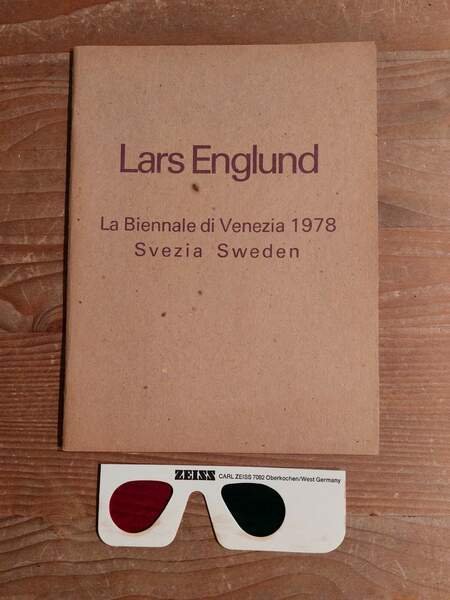 Lars Englund
La Biennale di Venezia 1978
Svezia Sweden
ZEISS CARL ZEISS 7082 Oberkochen/West Germany